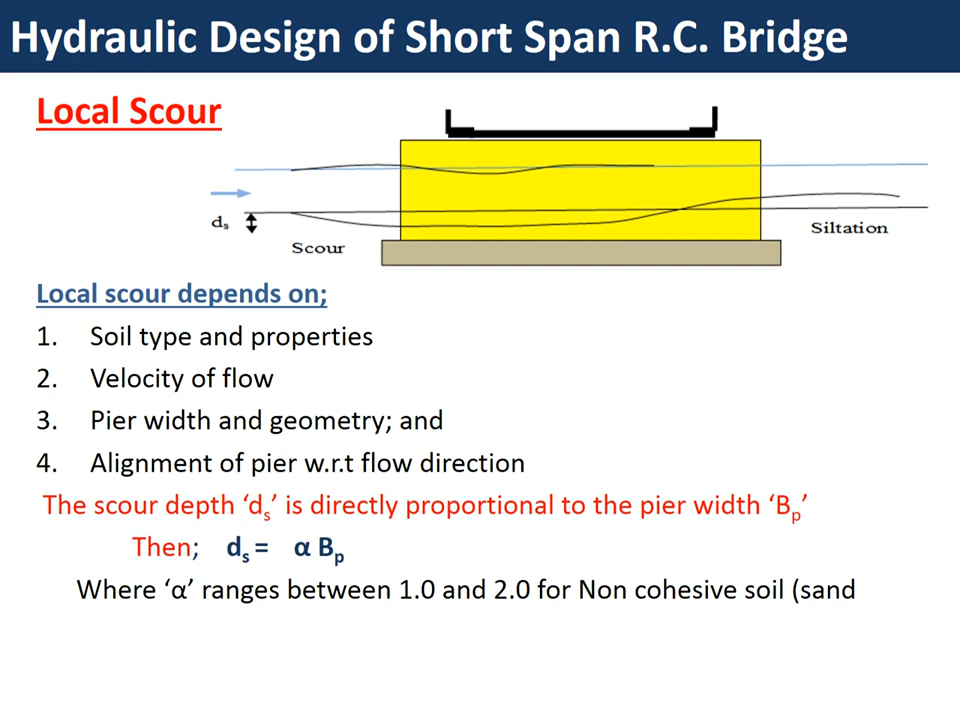 Hydraulic Design of Short Span R.C. Bridge
Local Scour
ds
Scour
Siltation
Local scour depends on;
1. Soil type and properties
2. Velocity of flow
3. Pier width and geometry; and
4. Alignment of pier w.r.t flow direction
The scour depth ‘ds’ is directly proportional to the pier width ‘Bp’
Then; ds = α Bp
Where ‘α’ ranges between 1.0 and 2.0 for Non cohesive soil (sand